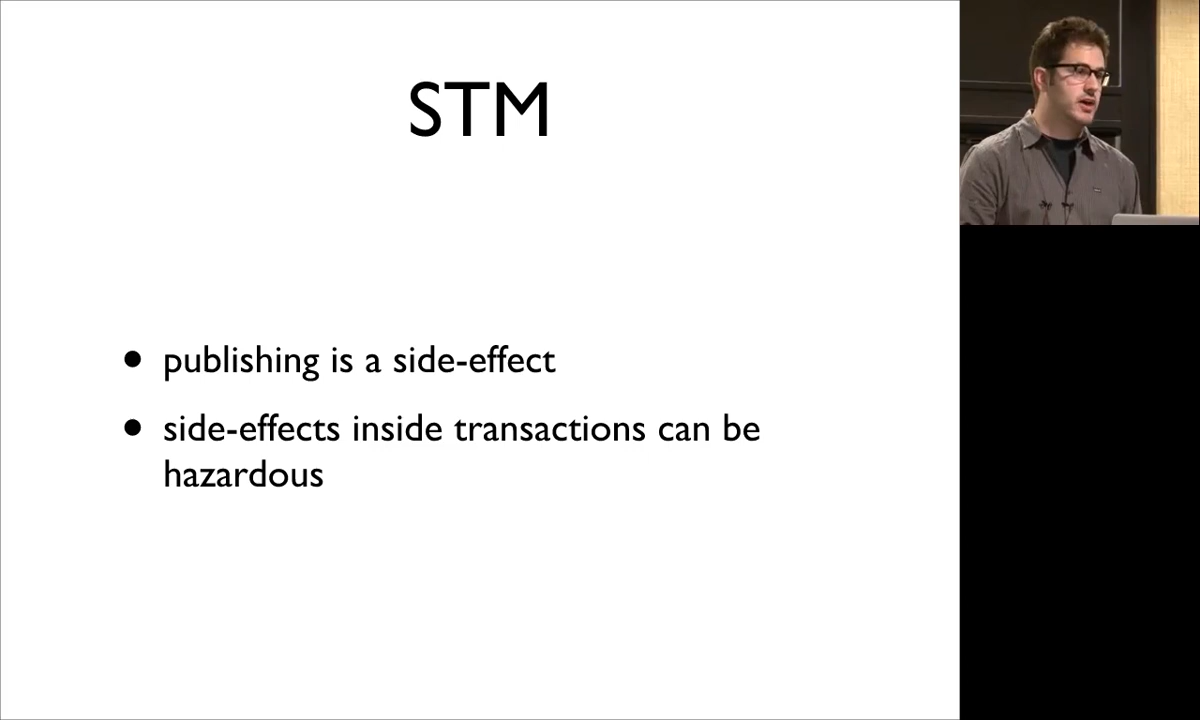 STM
• publishing is a side-effect
• side-effects inside transactions can be
hazardous